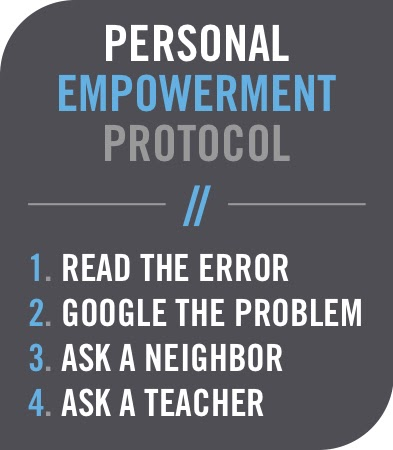 PERSONAL
EMPOWERMENT
PROTOCOL
//
1. READ THE ERROR
2. GOOGLE THE PROBLEM
3. ASK A NEIGHBOR
4. ASK A TEACHER